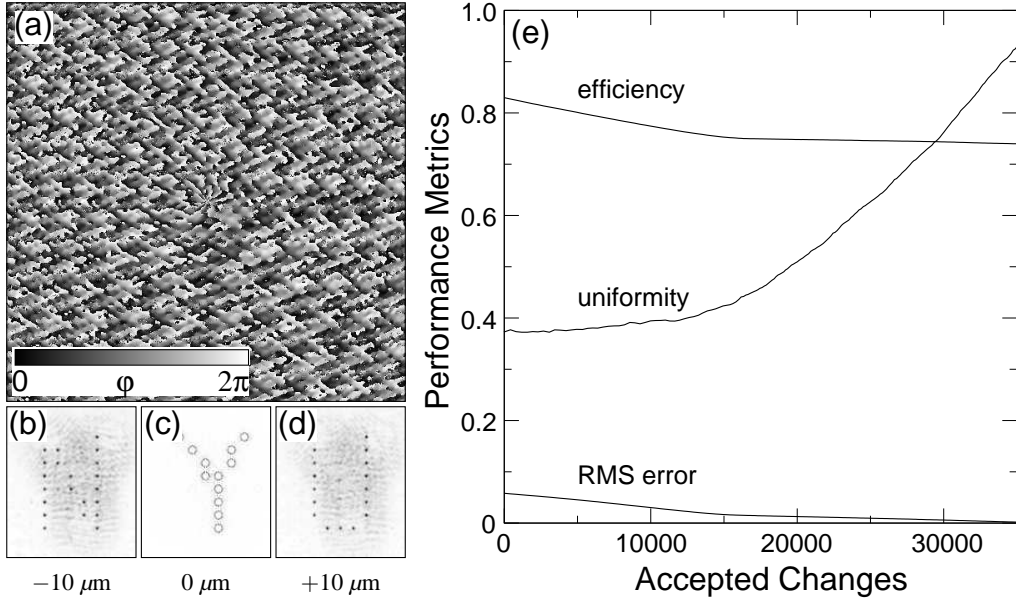 (a)
0 φ 2π
(b)
(c)
(d)
−10 μm
0 μm
+10 μm
(e)
1.0
0.8
0.6
0.4
0.2
0
Performance Metrics
efficiency
uniformity
RMS error
0 10000 20000 30000
Accepted Changes